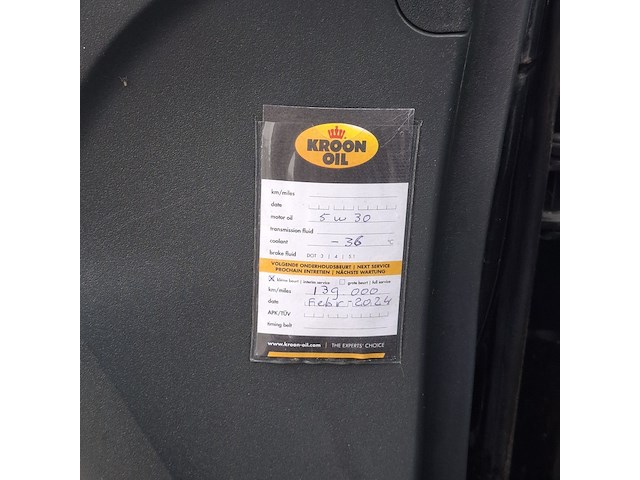 KROON
OIL
km/miles
date
motor oil 5 w 30
transmission fluid
coolant -36 °C
brake fluid DOT 3 | 4 | 5.1
VOLGENDE ONDERHOUDSBEURT | NEXT SERVICE
PROCHAIN ENTRETIEN | NÄCHSTE WARTUNG
X kleine beurt | interim service grote beurt | full service
km/miles 139 000
date Febr-2024
APK/TÜV
timing belt
www.kroon-oil.com | THE EXPERTS' CHOICE